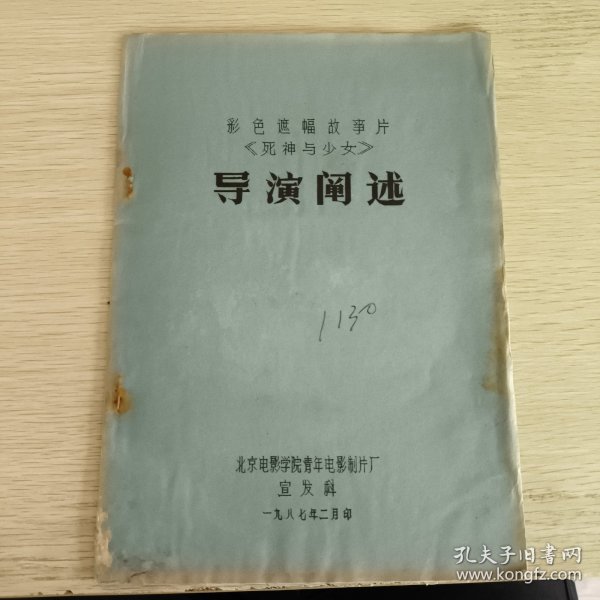 彩色遮幅故事片
《死神与少女》
导演阐述
1130
北京电影学院青年电影制片厂
宣发科
一九八七年二月印
孔夫子旧书网
www.kongfz.com